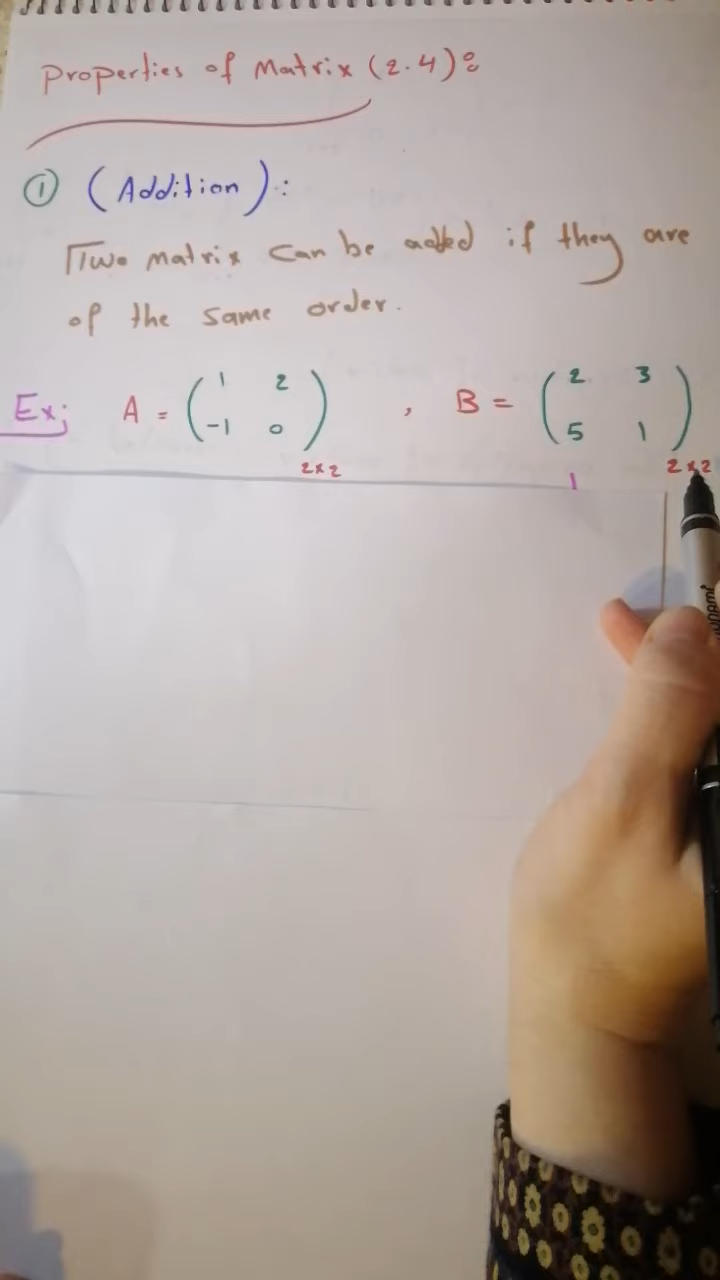 Properties of Matrix (2.4):
① (Addition):
Two matrix can be added if they are
of the same order.
Ex; A = ( 1 2 ) , B = ( 2 3 )
( -1 0 ) ( 5 1 )
2x2 2x2